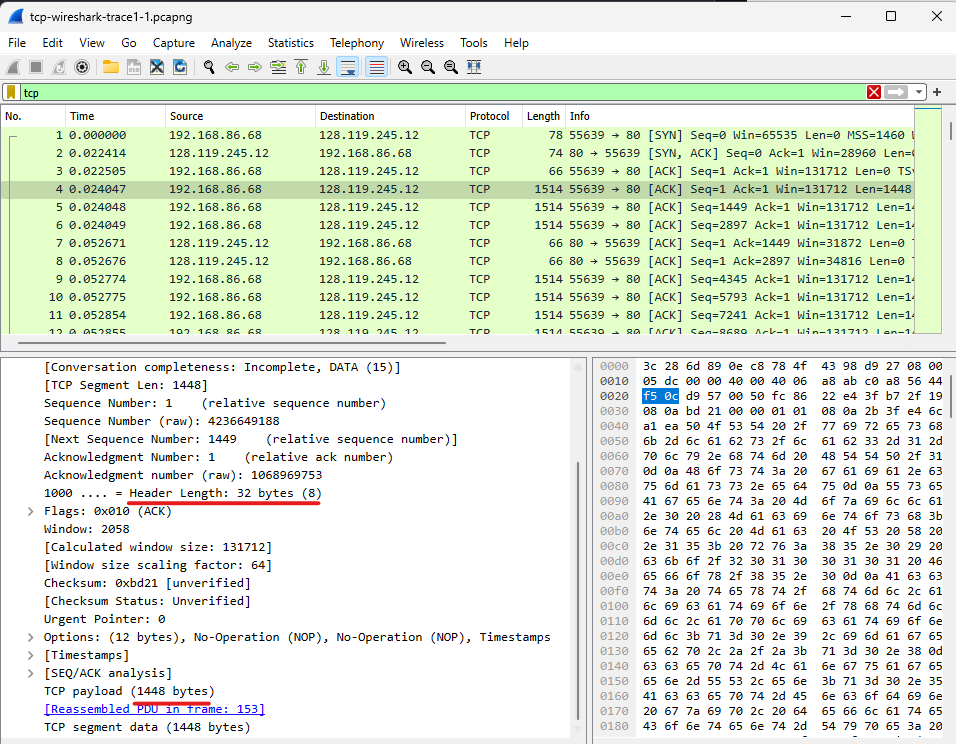 tcp-wireshark-trace1-1.pcapng
File Edit View Go Capture Analyze Statistics Telephony Wireless Tools Help
tcp
No. Time Source Destination Protocol Length Info
1 0.000000 192.168.86.68 128.119.245.12 TCP 78 55639 → 80 [SYN] Seq=0 Win=65535 Len=0 MSS=1460
2 0.022414 128.119.245.12 192.168.86.68 TCP 74 80 → 55639 [SYN, ACK] Seq=0 Ack=1 Win=28960 Len=0
3 0.022505 192.168.86.68 128.119.245.12 TCP 66 55639 → 80 [ACK] Seq=1 Ack=1 Win=131712 Len=0 TSv
4 0.024047 192.168.86.68 128.119.245.12 TCP 1514 55639 → 80 [ACK] Seq=1 Ack=1 Win=131712 Len=1448
5 0.024048 192.168.86.68 128.119.245.12 TCP 1514 55639 → 80 [ACK] Seq=1449 Ack=1 Win=131712 Len=14
6 0.024049 192.168.86.68 128.119.245.12 TCP 1514 55639 → 80 [ACK] Seq=2897 Ack=1 Win=131712 Len=14
7 0.052671 128.119.245.12 192.168.86.68 TCP 66 80 → 55639 [ACK] Seq=1 Ack=1449 Win=31872 Len=0
8 0.052676 128.119.245.12 192.168.86.68 TCP 66 80 → 55639 [ACK] Seq=1 Ack=2897 Win=34816 Len=0
9 0.052774 192.168.86.68 128.119.245.12 TCP 1514 55639 → 80 [ACK] Seq=4345 Ack=1 Win=131712 Len=14
10 0.052775 192.168.86.68 128.119.245.12 TCP 1514 55639 → 80 [ACK] Seq=5793 Ack=1 Win=131712 Len=14
11 0.052854 192.168.86.68 128.119.245.12 TCP 1514 55639 → 80 [ACK] Seq=7241 Ack=1 Win=131712 Len=14
12 0.052855 192.168.86.68 128.119.245.12 TCP 1514 55639 → 80 [ACK] Seq=8689 Ack=1 Win=131712 Len=14
[Conversation completeness: Incomplete, DATA (15)]
[TCP Segment Len: 1448]
Sequence Number: 1 (relative sequence number)
Sequence Number (raw): 4236649188
[Next Sequence Number: 1449 (relative sequence number)]
Acknowledgment Number: 1 (relative ack number)
Acknowledgment number (raw): 1068969753
1000 .... = Header Length: 32 bytes (8)
Flags: 0x010 (ACK)
Window: 2058
[Calculated window size: 131712]
[Window size scaling factor: 64]
Checksum: 0xbd21 [unverified]
[Checksum Status: Unverified]
Urgent Pointer: 0
Options: (12 bytes), No-Operation (NOP), No-Operation (NOP), Timestamps
[Timestamps]
[SEQ/ACK analysis]
TCP payload (1448 bytes)
[Reassembled PDU in frame: 153]
TCP segment data (1448 bytes)
0000 3c 28 6d 89 0e c8 78 4f 43 98 d9 27 08 00
0010 05 dc 00 00 40 00 40 06 a8 ab c0 a8 56 44
0020 f5 0c d9 57 00 50 fc 86 22 e4 3f b7 2f 19
0030 08 0a bd 21 00 00 01 01 08 0a 2b 3f e4 6c
0040 a1 ea 50 4f 53 54 20 2f 77 69 72 65 73 68
0050 6b 2d 6c 61 62 73 2f 6c 61 62 33 2d 31 2d
0060 70 6c 79 2e 68 74 6d 20 48 54 54 50 2f 31
0070 0d 0a 48 6f 73 74 3a 20 67 61 69 61 2e 63
0080 75 6d 61 73 73 2e 65 64 75 0d 0a 55 73 65
0090 41 67 65 6e 74 3a 20 4d 6f 7a 69 6c 6c 61
00a0 2e 30 20 28 4d 61 63 69 6e 74 6f 73 68 3b
00b0 6e 74 65 6c 20 4d 61 63 20 4f 53 20 58 20
00c0 2e 31 35 3b 20 72 76 3a 38 35 2e 30 29 20
00d0 63 6b 6f 2f 32 30 31 30 30 31 30 31 20 46
00e0 65 66 6f 78 2f 38 35 2e 30 0d 0a 41 63 63
00f0 74 3a 20 74 65 78 74 2f 68 74 6d 6c 2c 61
0100 6c 69 63 61 74 69 6f 6e 2f 78 68 74 6d 6c
0110 6d 6c 2c 61 70 70 6c 69 63 61 74 69 6f 6e
0120 6d 6c 3b 71 3d 30 2e 39 2c 69 6d 61 67 65
0130 65 62 70 2c 2a 2f 2a 3b 71 3d 30 2e 38 0d
0140 63 63 65 70 74 2d 4c 61 6e 67 75 61 67 65
0150 65 6e 2d 55 53 2c 65 6e 3b 71 3d 30 2e 35
0160 41 63 63 65 70 74 2d 45 6e 63 6f 64 69 6e
0170 20 67 7a 69 70 2c 20 64 65 66 6c 61 74 65
0180 43 6f 6e 74 65 6e 74 2d 54 79 70 65 3a 20